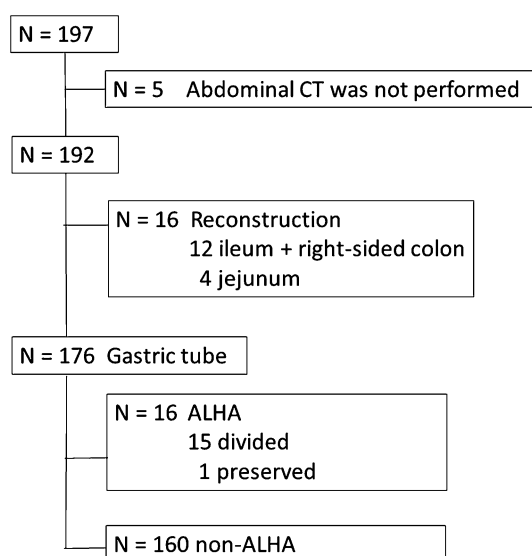 N = 197
N = 5 Abdominal CT was not performed
N = 192
N = 16 Reconstruction
12 ileum + right-sided colon
4 jejunum
N = 176 Gastric tube
N = 16 ALHA
15 divided
1 preserved
N = 160 non-ALHA